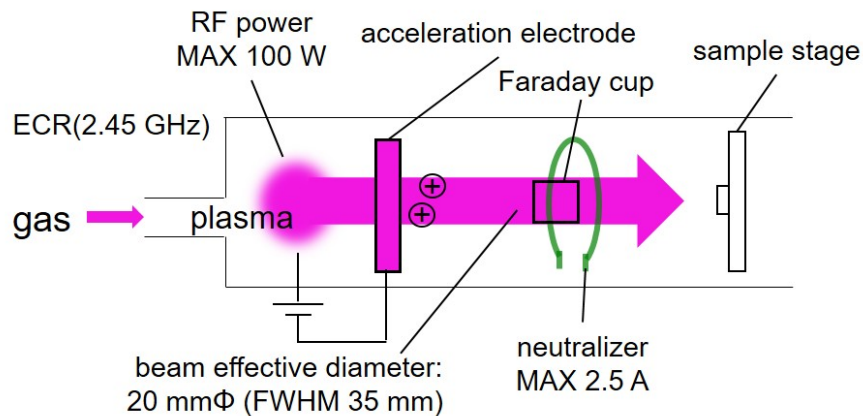 RF power
MAX 100 W
acceleration electrode
Faraday cup
sample stage
ECR(2.45 GHz)
gas
plasma
+
+
beam effective diameter:
20 mmΦ (FWHM 35 mm)
neutralizer
MAX 2.5 A